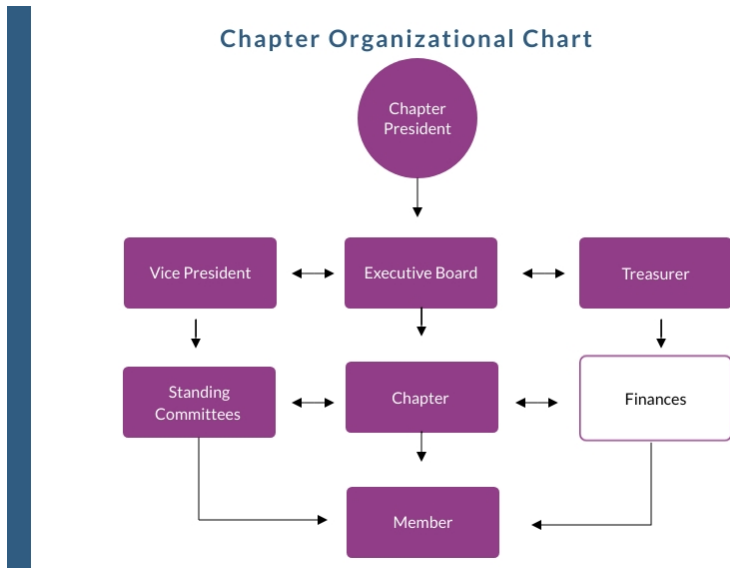 Chapter Organizational Chart
Chapter
President
Vice President
Executive Board
Treasurer
Standing
Committees
Chapter
Finances
Member